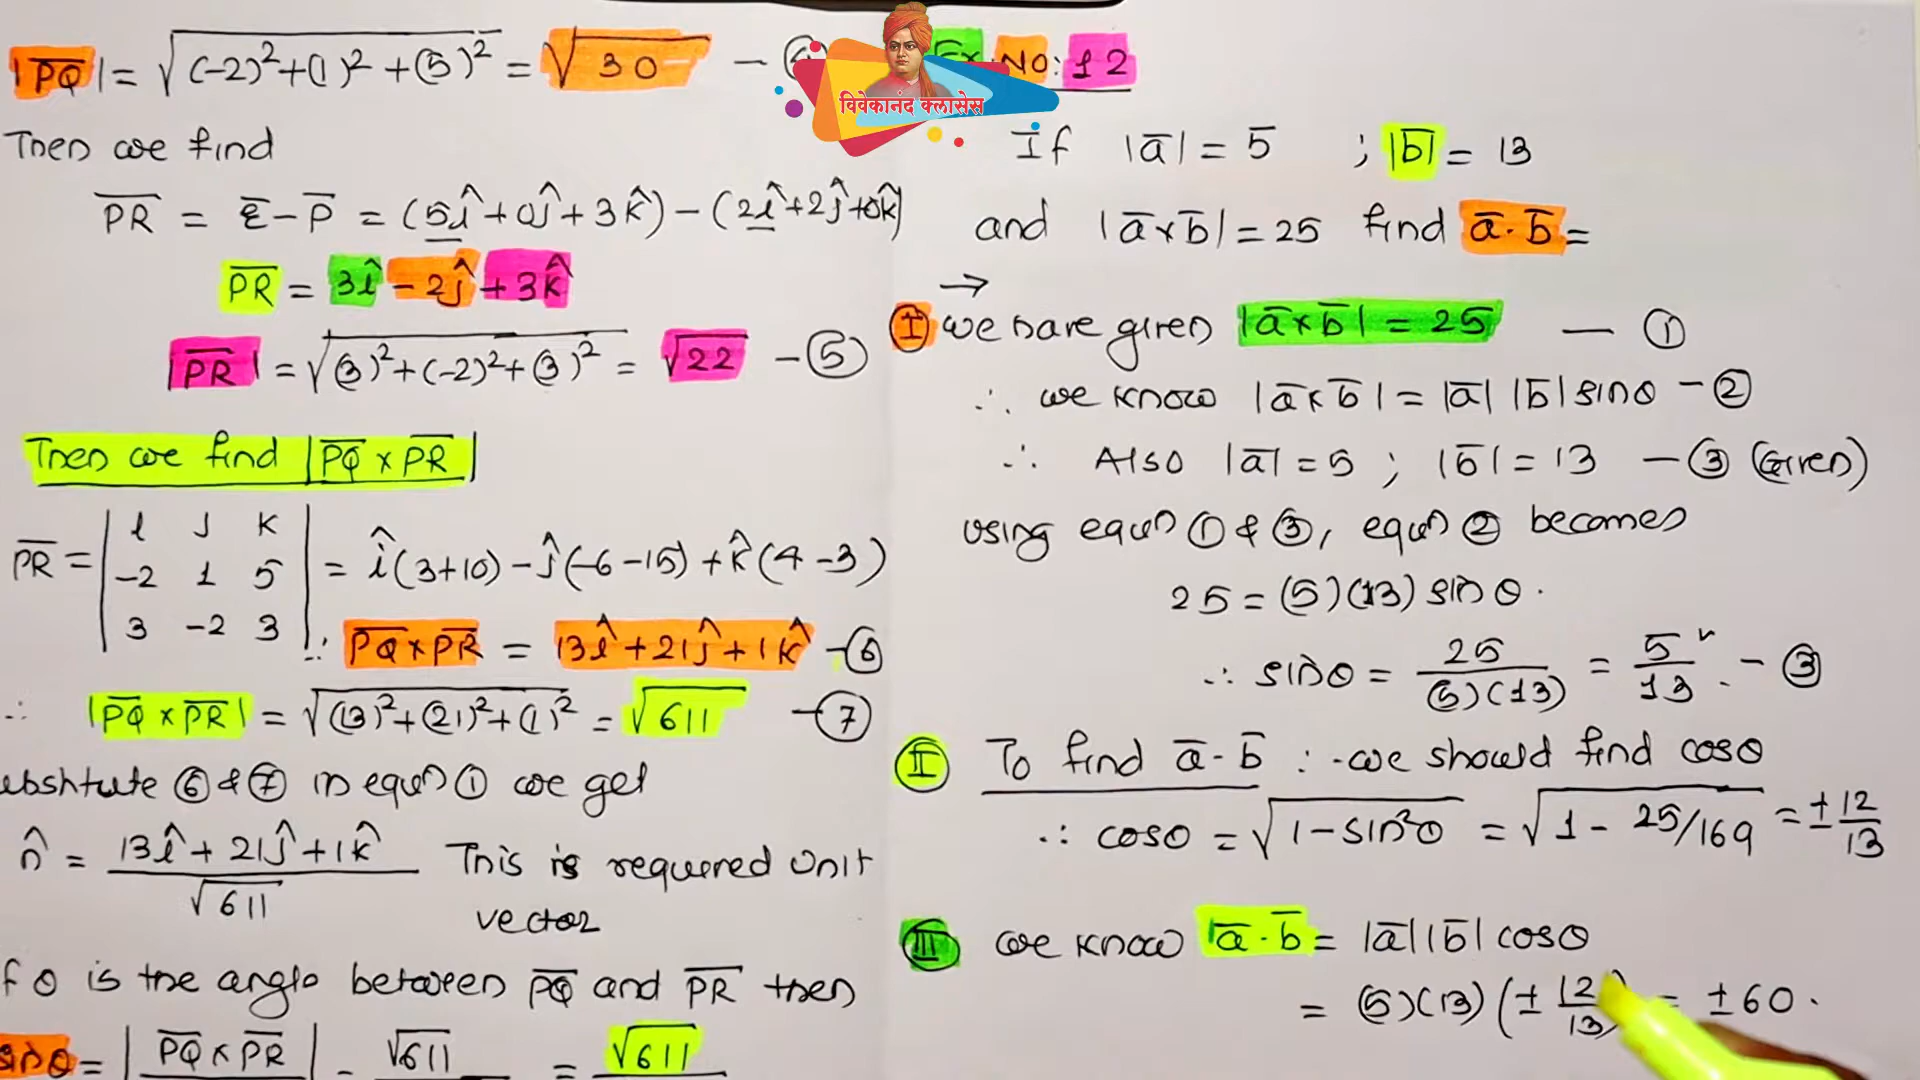 |PQ| = √(-2)²+(1)²+(5)² = √30 —
Then we find
PR = r̅ - P̅ = (5î+0ĵ+3k̂) - (2î+2ĵ+0k̂)
PR = 3î - 2ĵ + 3k̂
|PR| = √(3)²+(-2)²+(3)² = √22 - ⑤
Then we find |PQ × PR|
PR = | i j k
-2 1 5
3 -2 3 | = î(3+10) - ĵ(-6-15) + k̂(4-3)
∴ PQ×PR = 13î+21ĵ+1k̂ - ⑥
∴ |PQ×PR| = √(13)²+(21)²+(1)² = √611 - ⑦
ubstitute ⑥ & ⑦ in equn ① we get
n̂ = 13î+21ĵ+1k̂ / √611 This is required unit
vector
f θ is the angle between PQ and PR then
sinθ = |PQ×PR| √611 = √611
विवेकानंद क्लासेस
Ex No: 12
If |a̅| = 5 ; |b̅| = 13
and |a̅×b̅| = 25 find a̅·b̅ =
→
Ⅰ we have given |a̅×b̅| = 25 — ①
∴ we know |a̅×b̅| = |a̅| |b̅| sinθ - ②
∴ Also |a̅| = 5 ; |b̅| = 13 - ③ (Given)
using equn ① & ③, equn ② becomes
25 = (5)(13) sinθ.
∴ sinθ = 25/(5)(13) = 5/13 - ③
Ⅱ To find a̅·b̅ : - we should find cosθ
∴ cosθ = √1-sin²θ = √1 - 25/169 = ±12/13
Ⅲ we know a̅·b̅ = |a̅||b̅| cosθ
= (5)(13)(±12/13) = ±60.